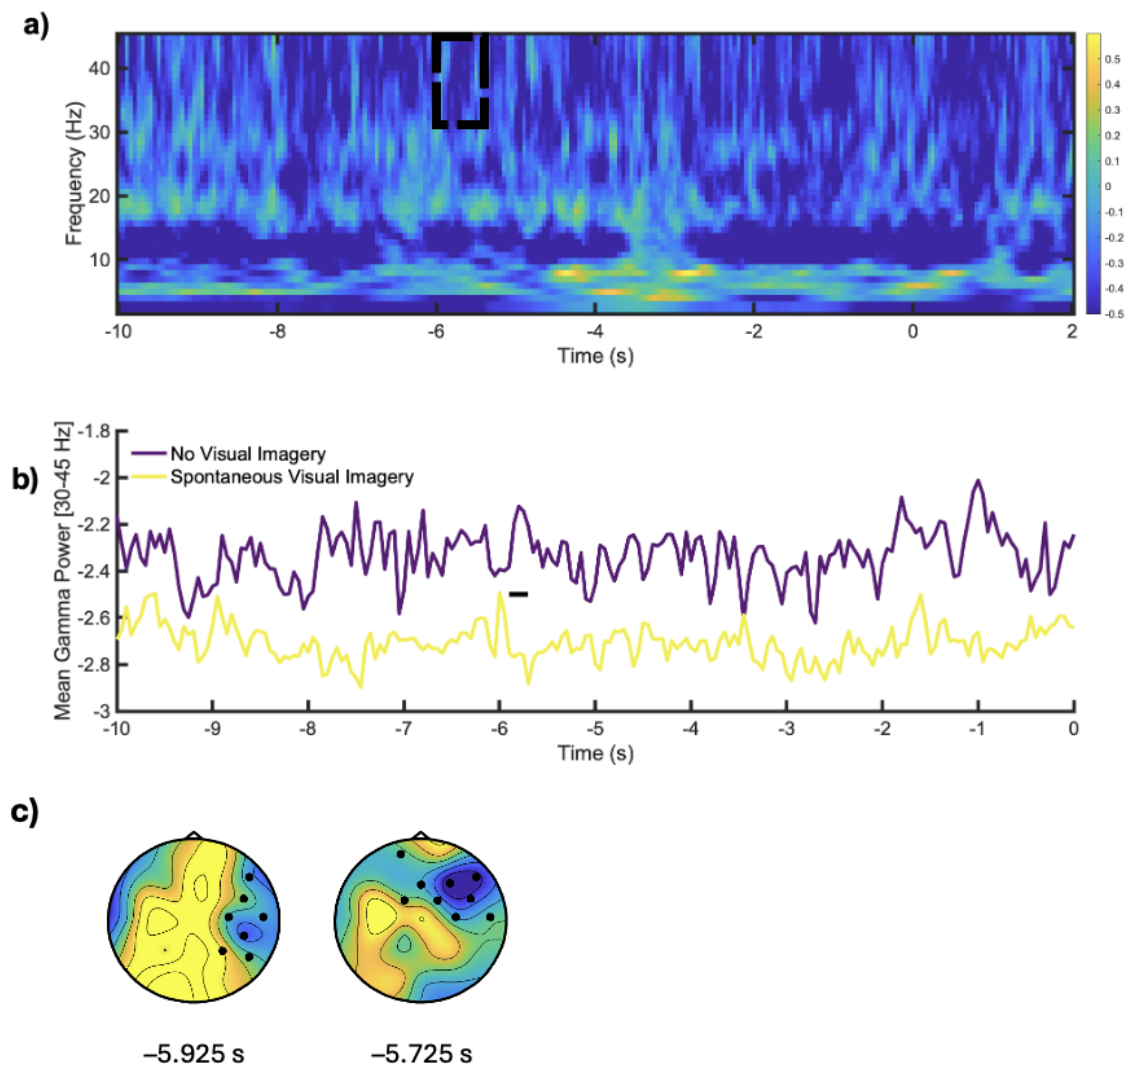 a)
Frequency (Hz)
40
30
20
10
-10 -8 -6 -4 -2 0 2
Time (s)
0.5
0.4
0.3
0.2
0.1
0
-0.1
-0.2
-0.3
-0.4
-0.5
b)
Mean Gamma Power [30-45 Hz]
-1.8
-2
-2.2
-2.4
-2.6
-2.8
-3
No Visual Imagery
Spontaneous Visual Imagery
-10 -9 -8 -7 -6 -5 -4 -3 -2 -1 0
Time (s)
c)
–5.925 s –5.725 s